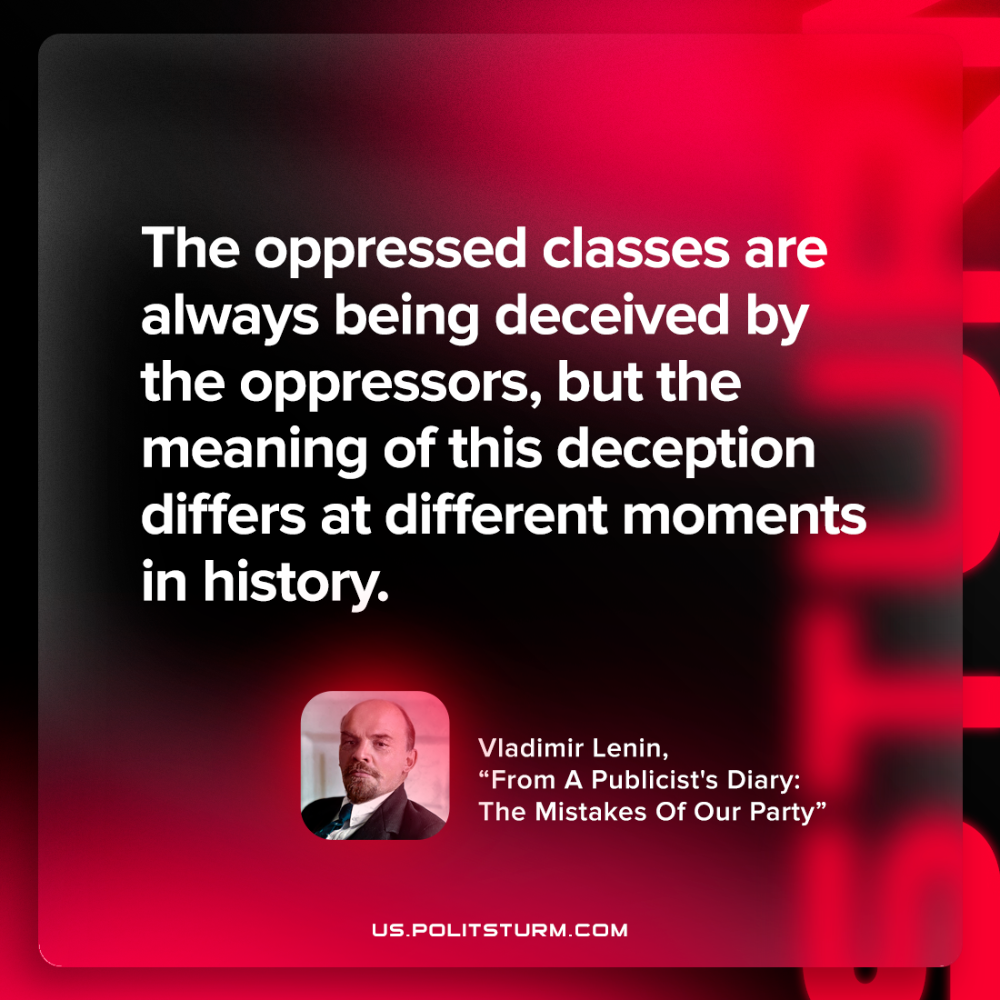 The oppressed classes are
always being deceived by
the oppressors, but the
meaning of this deception
differs at different moments
in history.
Vladimir Lenin,
“From A Publicist's Diary:
The Mistakes Of Our Party”
US.POLITSTURM.COM
STURM